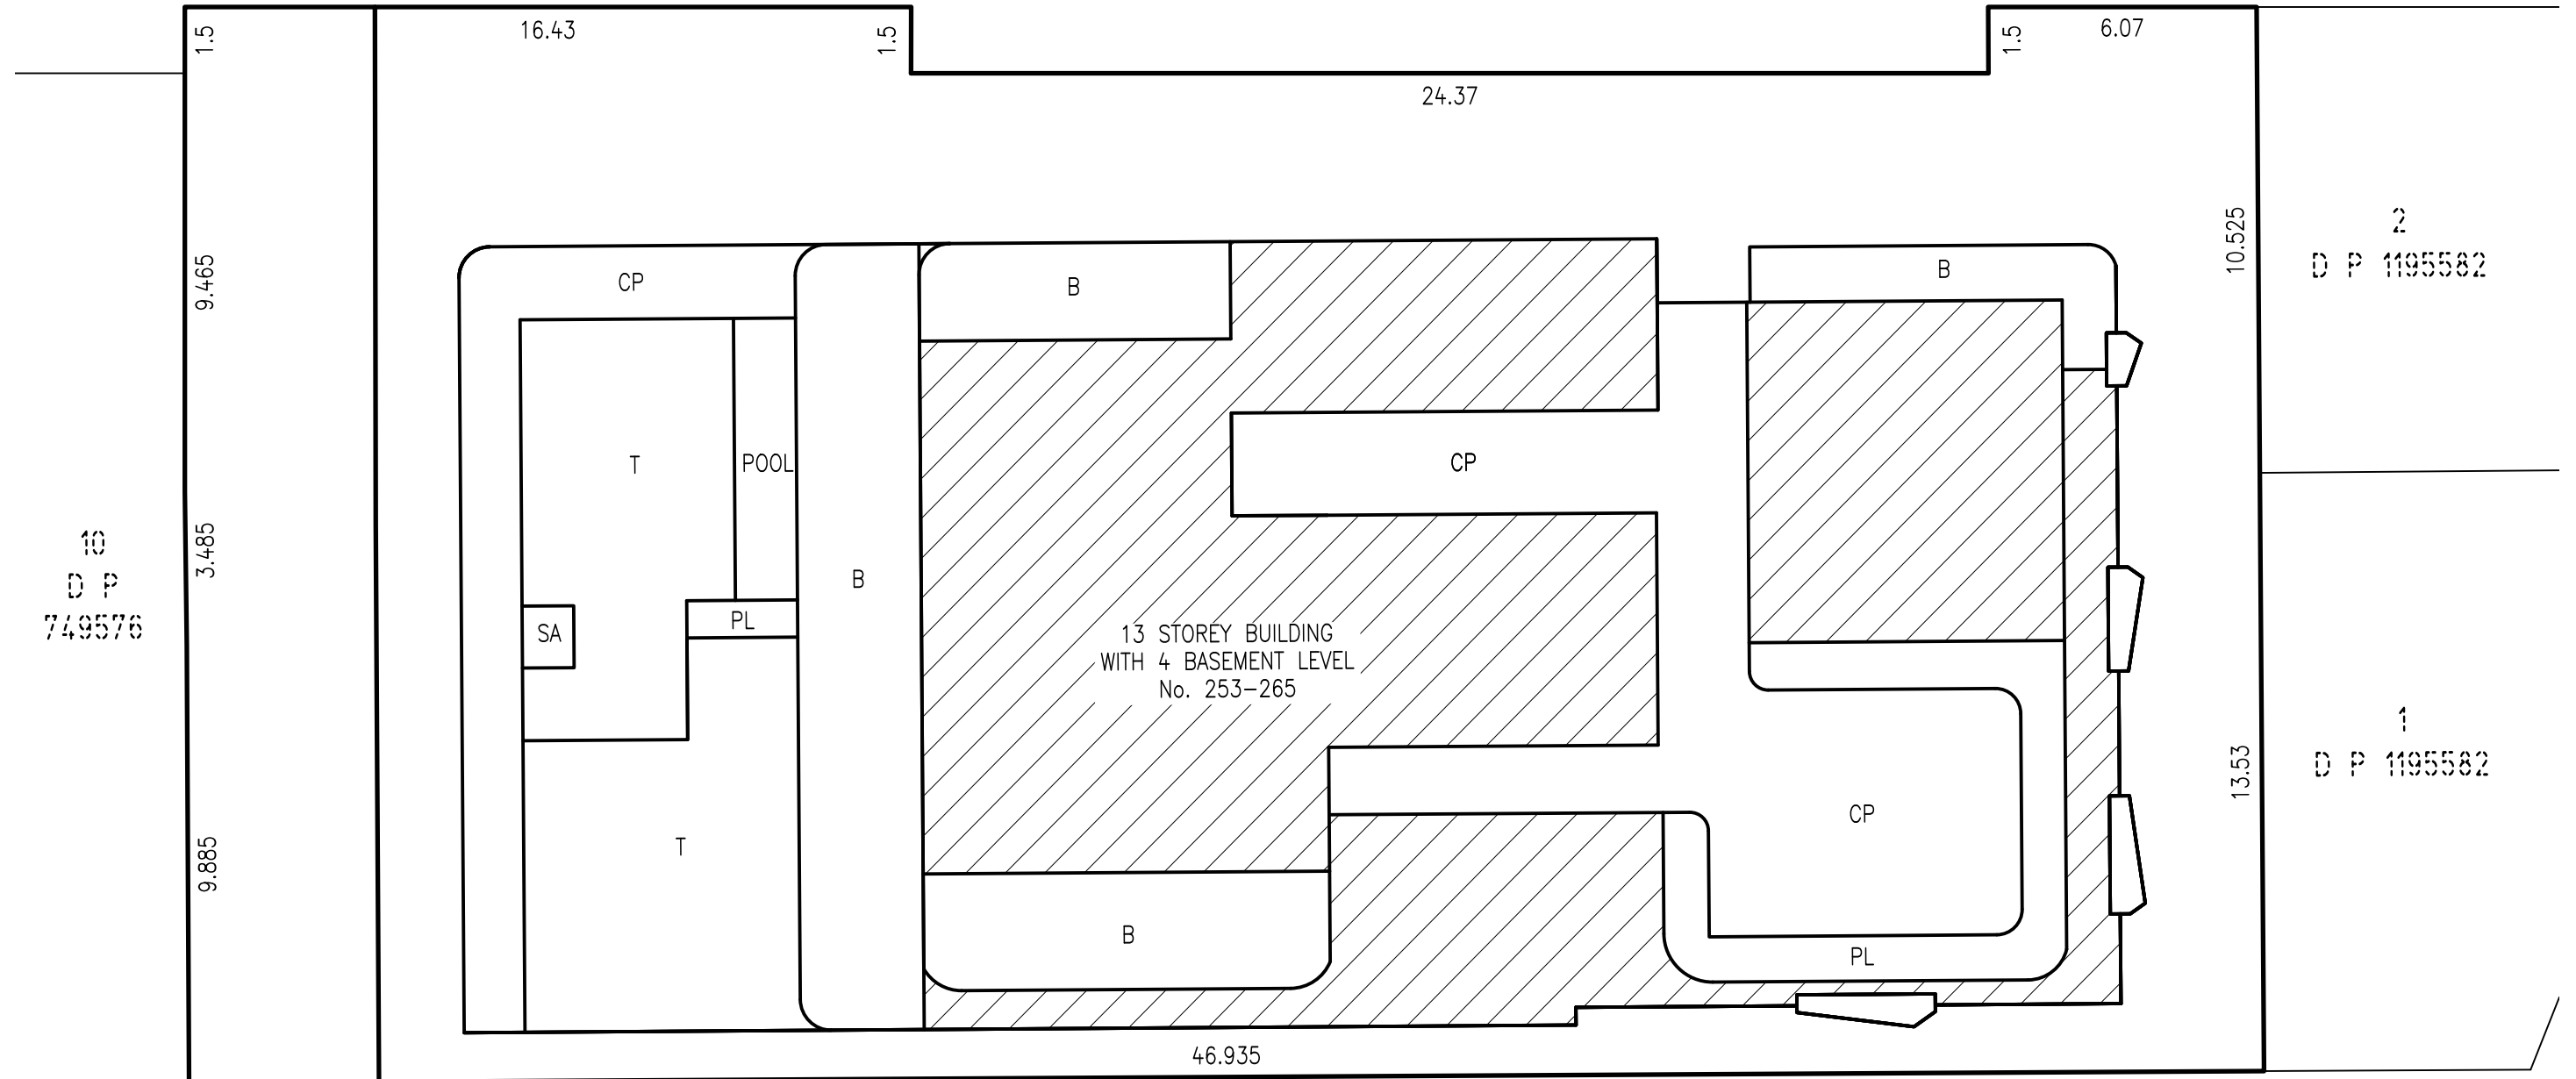 1.5
16.43
1.5
24.37
1.5
6.07
9.465
CP
B
B
10.525
2
D P 1195582
T
POOL
CP
3.485
10
D P
749576
B
SA
PL
13 STOREY BUILDING
WITH 4 BASEMENT LEVEL
No. 253-265
1
D P 1195582
13.53
9.885
T
CP
B
PL
46.935